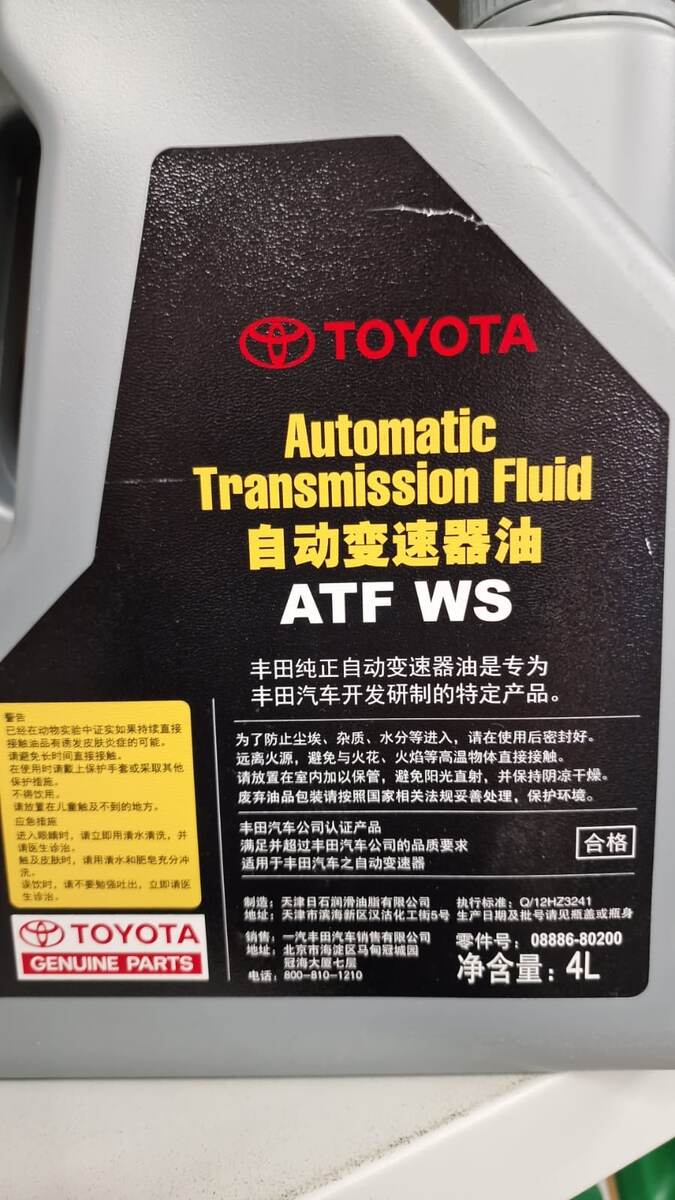 TOYOTA
Automatic
Transmission Fluid
自动变速器油
ATF WS
丰田纯正自动变速器油是专为
丰田汽车开发研制的特定产品。
警告
已经在动物实验中证实如果持续直接
接触油品有诱发皮肤炎症的可能。
请避免长时间直接接触。
在使用时请戴上保护手套或采取其他
保护措施。
不得饮用。
请放置在儿童触及不到的地方。
应急措施
进入眼睛时，请立即用清水清洗，并
请医生诊治。
触及皮肤时，请用清水和肥皂充分冲
洗。
误饮时，请不要勉强吐出，立即请医
生诊治。
TOYOTA
GENUINE PARTS
为了防止尘埃、杂质、水分等进入，请在使用后密封好。
远离火源，避免与火花、火焰等高温物体直接接触。
请放置在室内加以保管，避免阳光直射，并保持阴凉干燥。
废弃油品包装请按照国家相关法规妥善处理，保护环境。
丰田汽车公司认证产品
满足并超过丰田汽车公司的品质要求
适用于丰田汽车之自动变速器
合格
制造：天津日石润滑油脂有限公司
地址：天津市滨海新区汉沽化工街5号
执行标准：Q/12HZ3241
生产日期及批号请见瓶盖或瓶身
销售：一汽丰田汽车销售有限公司
地址：北京市海淀区马甸冠城园
冠海大厦七层
电话：800-810-1210
零件号：08886-80200
净含量：4L